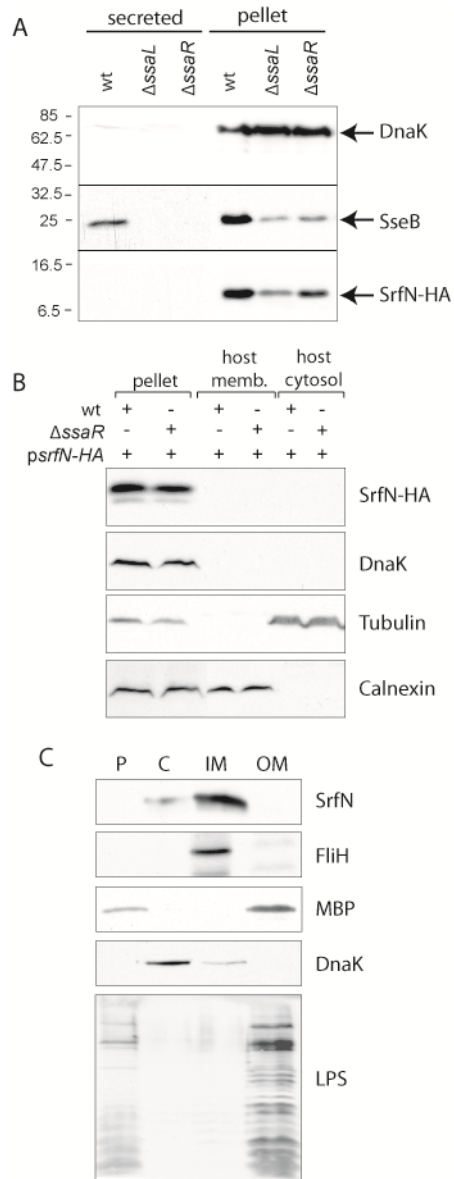 A
secreted pellet
wt ΔssaL ΔssaR wt ΔssaL ΔssaR
85 -
62.5 -
DnaK
47.5 -
32.5 -
25 -
SseB
16.5 -
6.5 -
SrfN-HA
B
pellet host memb. host cytosol
wt + - + - + -
ΔssaR - + - + - +
psrfN-HA + + + + + +
SrfN-HA
DnaK
Tubulin
Calnexin
C
P C IM OM
SrfN
FliH
MBP
DnaK
LPS